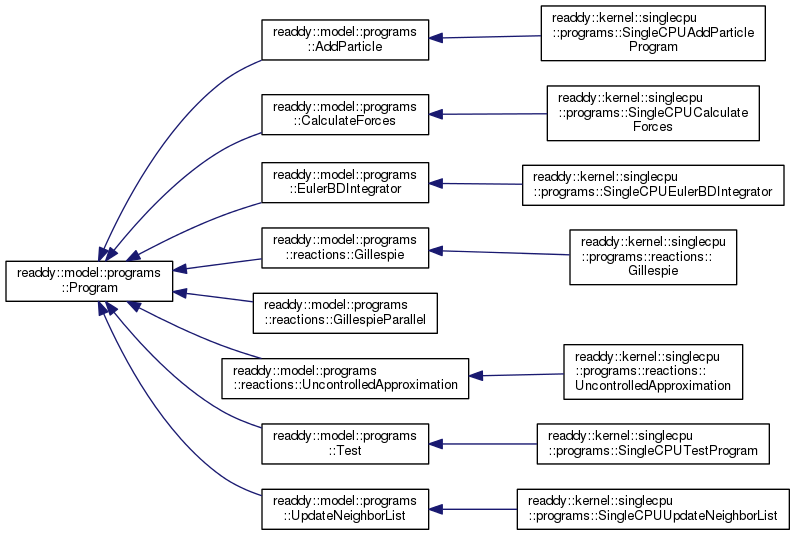 readdy::model::programs
::AddParticle
readdy::kernel::singlecpu
::programs::SingleCPUAddParticle
Program
readdy::model::programs
::CalculateForces
readdy::kernel::singlecpu
::programs::SingleCPUCalculate
Forces
readdy::model::programs
::EulerBDIntegrator
readdy::kernel::singlecpu
::programs::SingleCPUEulerBDIntegrator
readdy::model::programs
::reactions::Gillespie
readdy::kernel::singlecpu
::programs::reactions::
Gillespie
readdy::model::programs
::Program
readdy::model::programs
::reactions::GillespieParallel
readdy::model::programs
::reactions::UncontrolledApproximation
readdy::kernel::singlecpu
::programs::reactions::
UncontrolledApproximation
readdy::model::programs
::Test
readdy::kernel::singlecpu
::programs::SingleCPUTestProgram
readdy::model::programs
::UpdateNeighborList
readdy::kernel::singlecpu
::programs::SingleCPUUpdateNeighborList